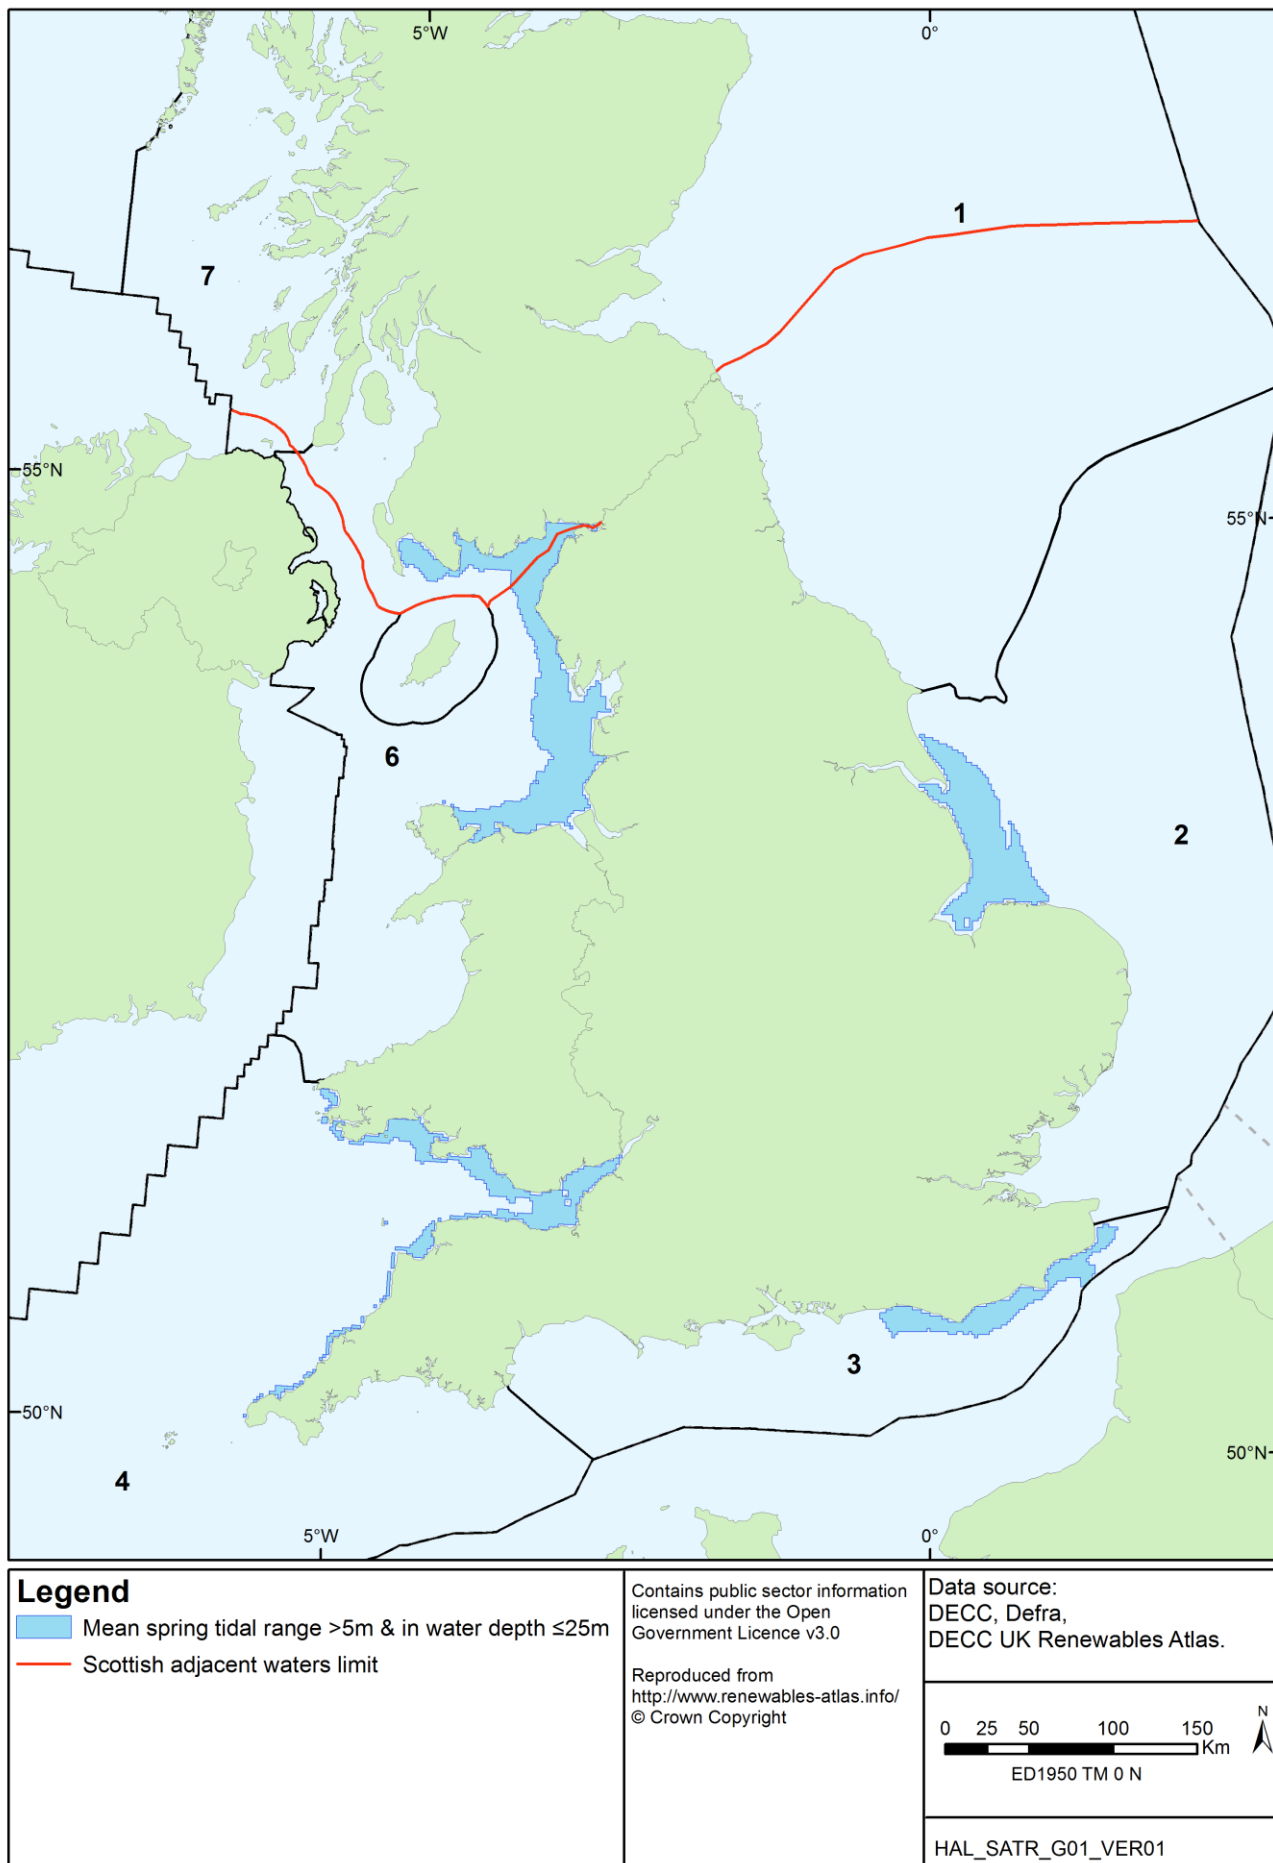 5°W
0°
1
7
55°N
55°N
6
2
3
50°N
50°N
4
5°W
0°
Legend
Mean spring tidal range >5m & in water depth ≤25m
Scottish adjacent waters limit
Contains public sector information
licensed under the Open
Government Licence v3.0
Reproduced from
http://www.renewables-atlas.info/
© Crown Copyright
Data source:
DECC, Defra,
DECC UK Renewables Atlas.
0 25 50 100 150
Km
N
ED1950 TM 0 N
HAL_SATR_G01_VER01